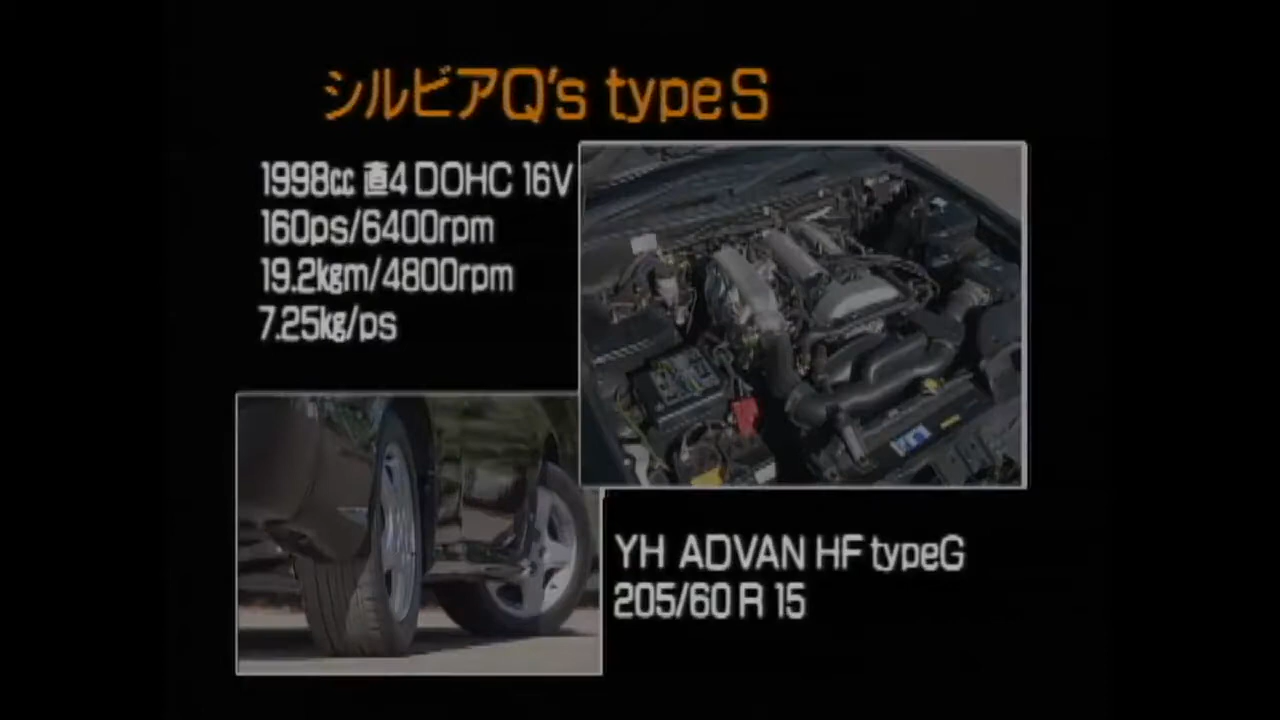 シルビアQ's typeS
1998cc 直4 DOHC 16V
160ps/6400rpm
19.2kgm/4800rpm
7.25kg/ps
YH ADVAN HF typeG
205/60 R 15